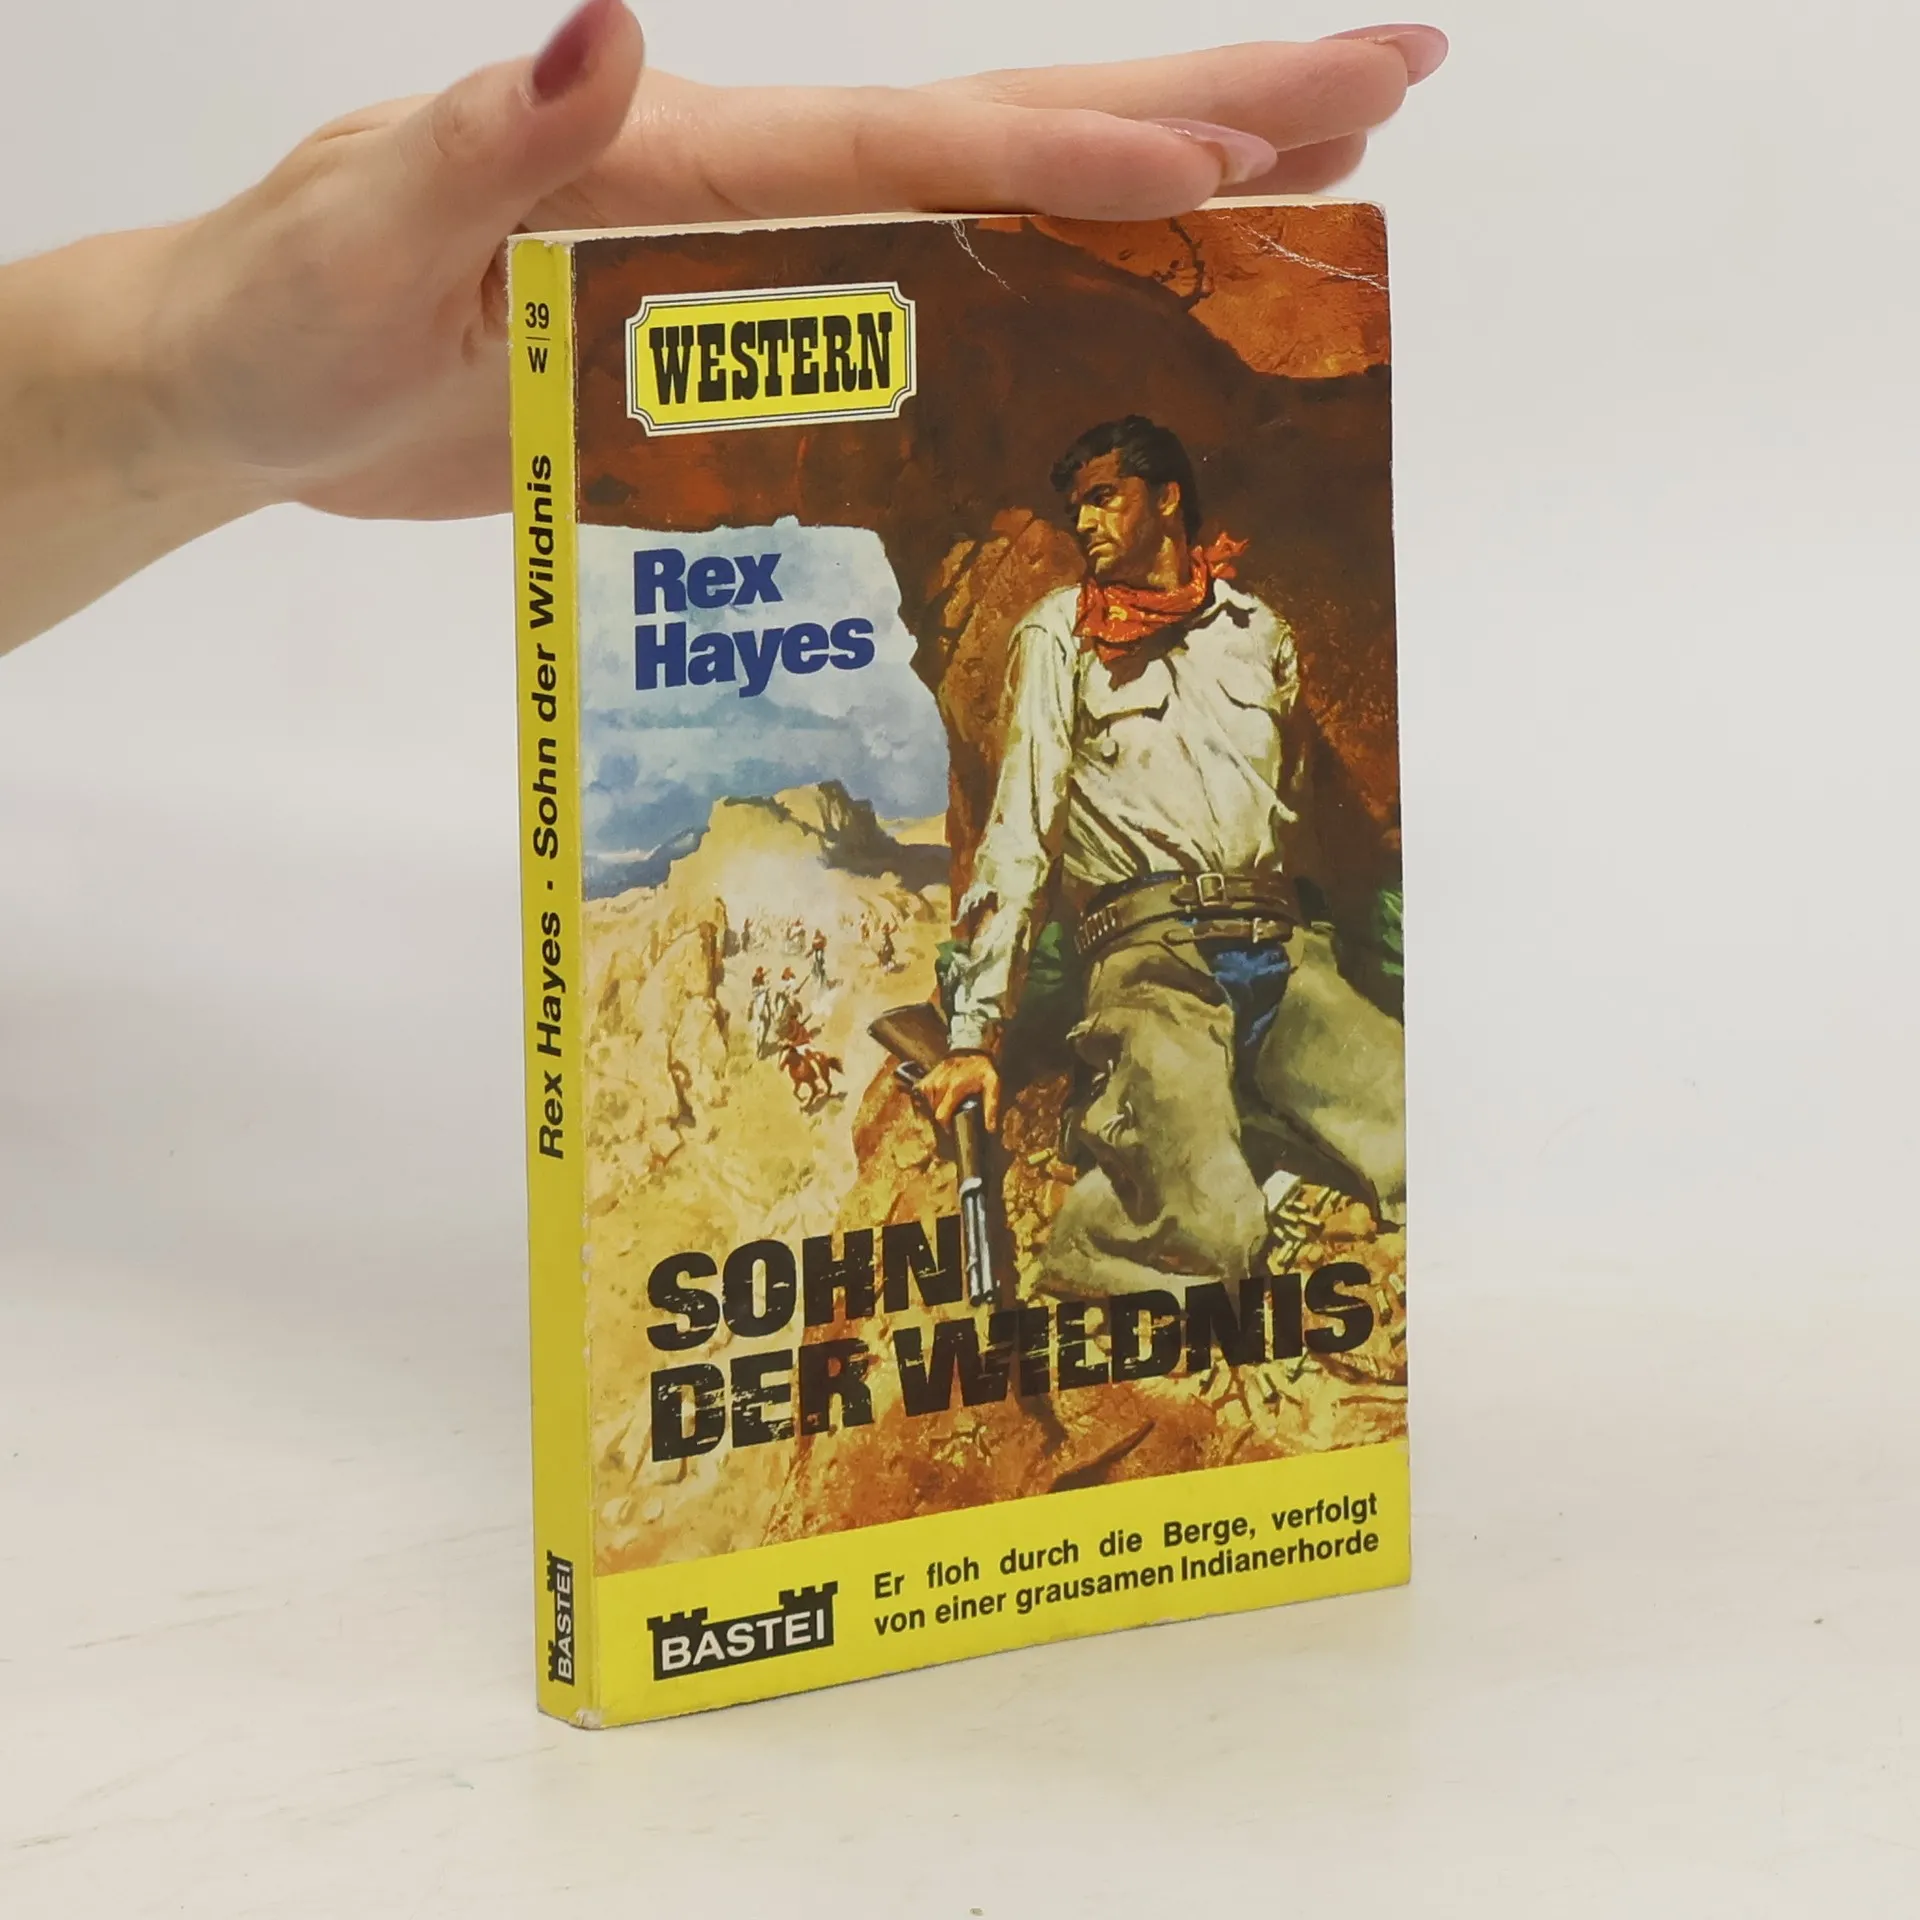 39
W
Rex Hayes · Sohn der Wildnis
BASTEI
WESTERN
Rex
Hayes
SOHN
DER WILDNIS
BASTEI
Er floh durch die Berge, verfolgt
von einer grausamen Indianerhorde